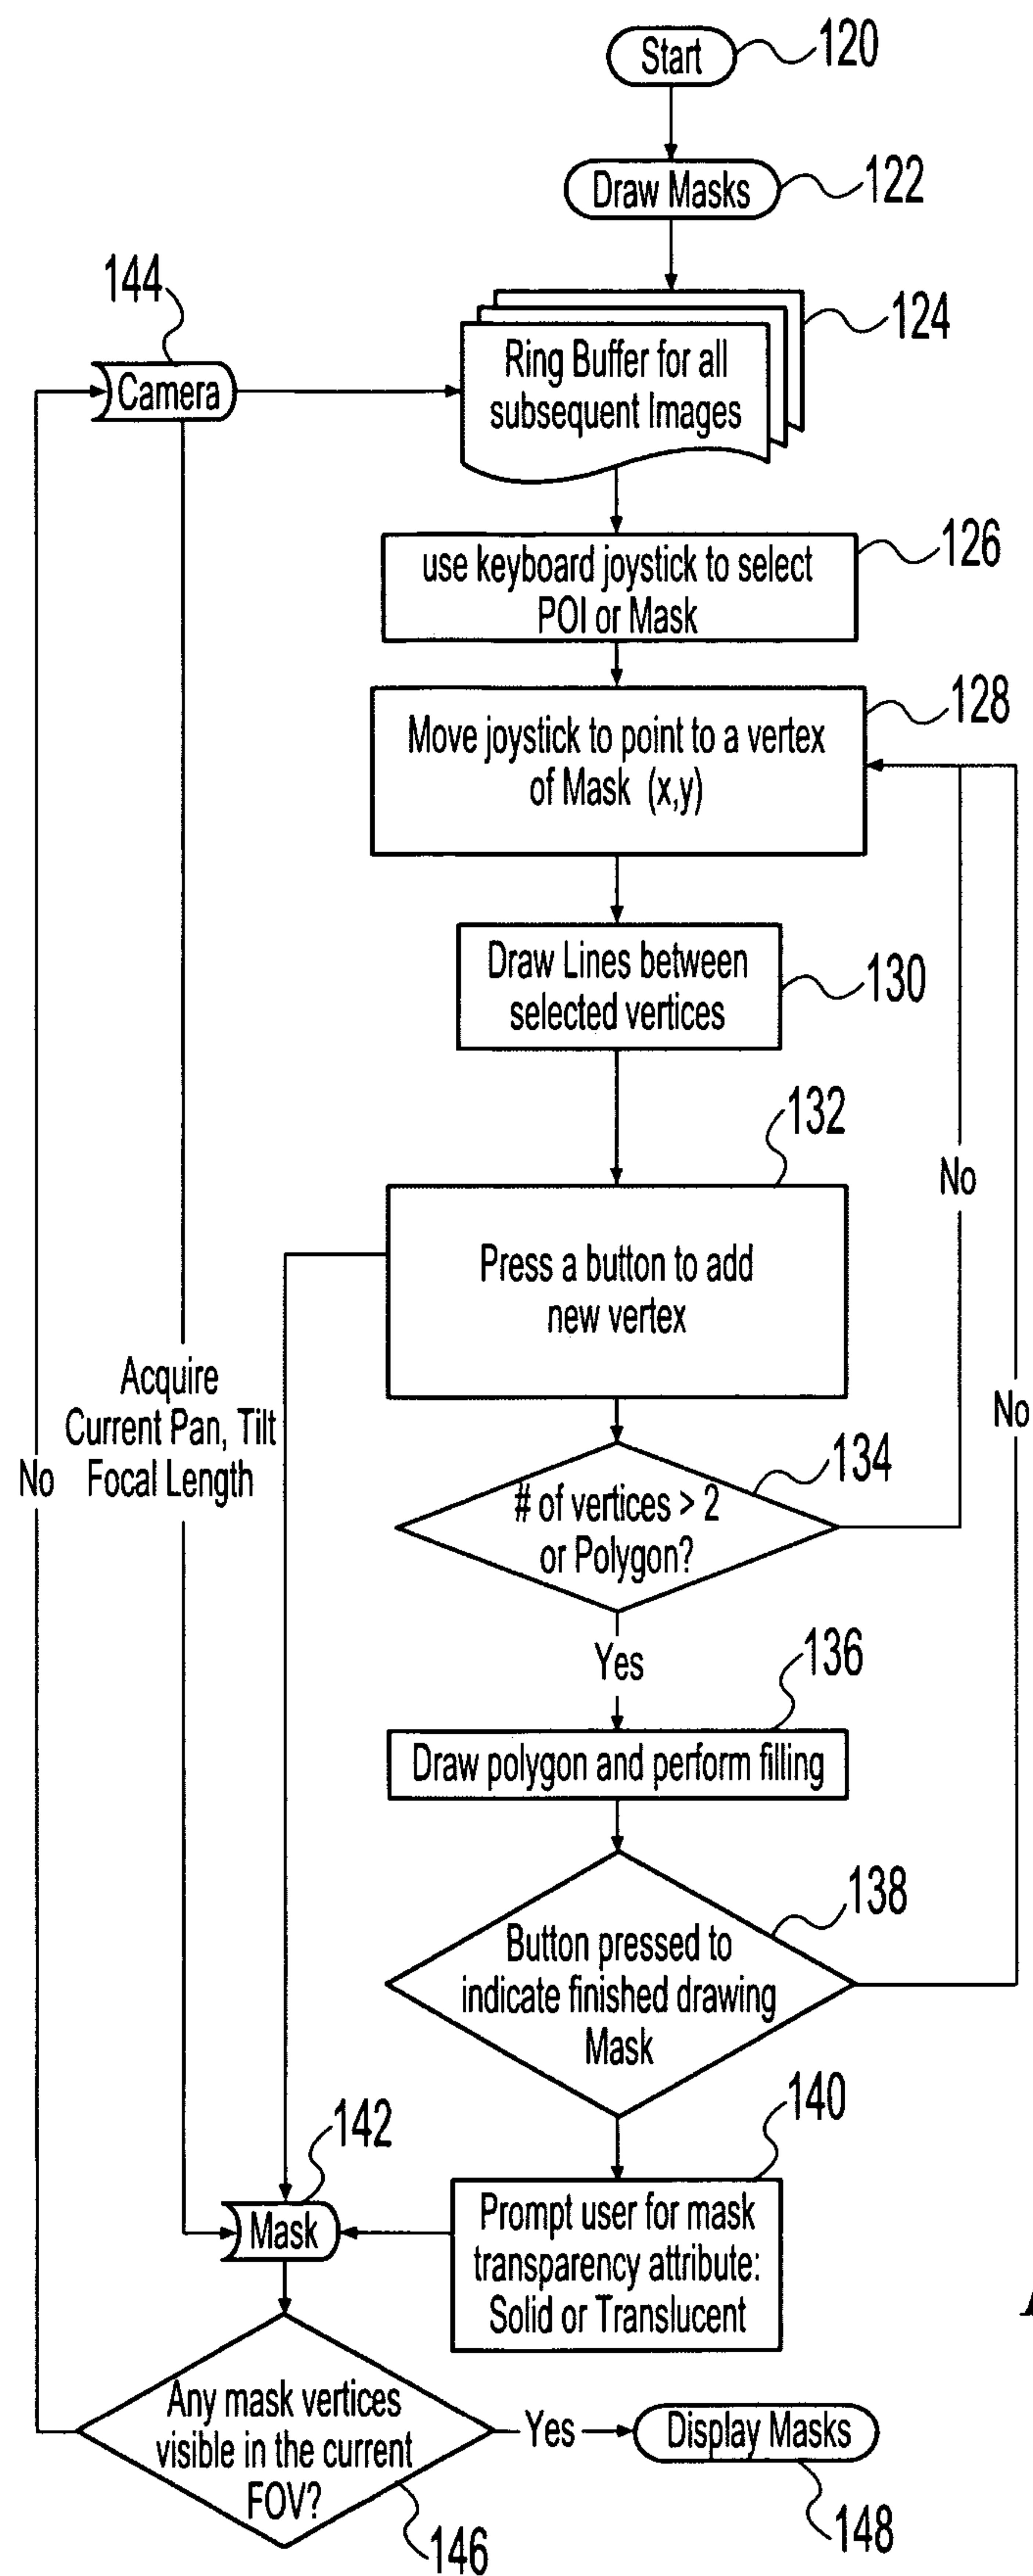 Start
120
Draw Masks
122
144
124
Camera
Ring Buffer for all
subsequent Images
126
use keyboard joystick to select
POI or Mask
128
Move joystick to point to a vertex
of Mask (x,y)
Draw Lines between
selected vertices
130
132
No
Press a button to add
new vertex
Acquire
Current Pan, Tilt
Focal Length
No
No
134
# of vertices > 2
or Polygon?
Yes
136
Draw polygon and perform filling
138
Button pressed to
indicate finished drawing
Mask
140
142
Mask
Prompt user for mask
transparency attribute:
Solid or Translucent
Any mask vertices
visible in the current
FOV?
Yes
Display Masks
146
148